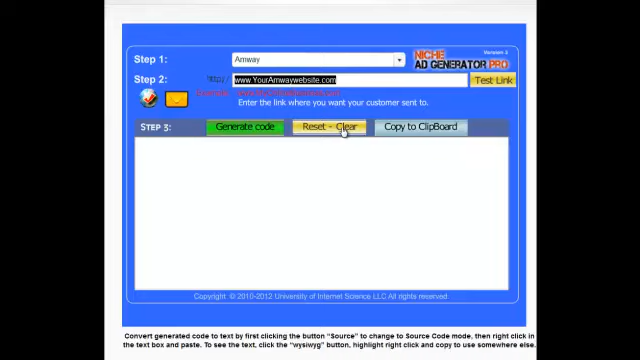 Step 1:
Amway
NICHE
AD GENERATOR PRO
Version 3
Step 2:
http:/
www.YourAmwaywebsite.com
Test Link
Enter the link where you want your customer sent to.
STEP 3:
Generate code
Reset - Clear
Copy to ClipBoard
Copyright © 2010-2012 University of Internet Science LLC All rights reserved
Convert generated code to text by first clicking the button "Source" to change to Source Code mode, then right click in
the text box and paste. To see the text, click the "wysiwyg" button, highlight right click and copy to use somewhere else.